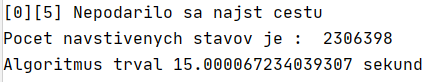 [0][5] Nepodarilo sa najst cestu
Pocet navstivenych stavov je :  2306398
Algoritmus trval 15.000067234039307 sekund